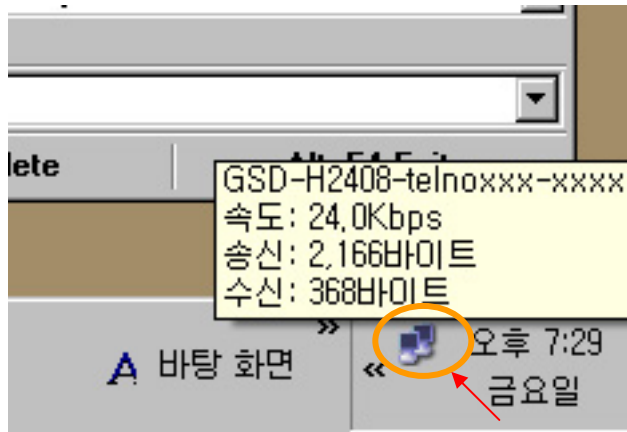 lete
GSD-H2408-telnoxxx-xxxx
속도: 24,0Kbps
송신: 2,166바이트
수신: 368바이트
» 
A 바탕 화면
«
오후 7:29
금요일